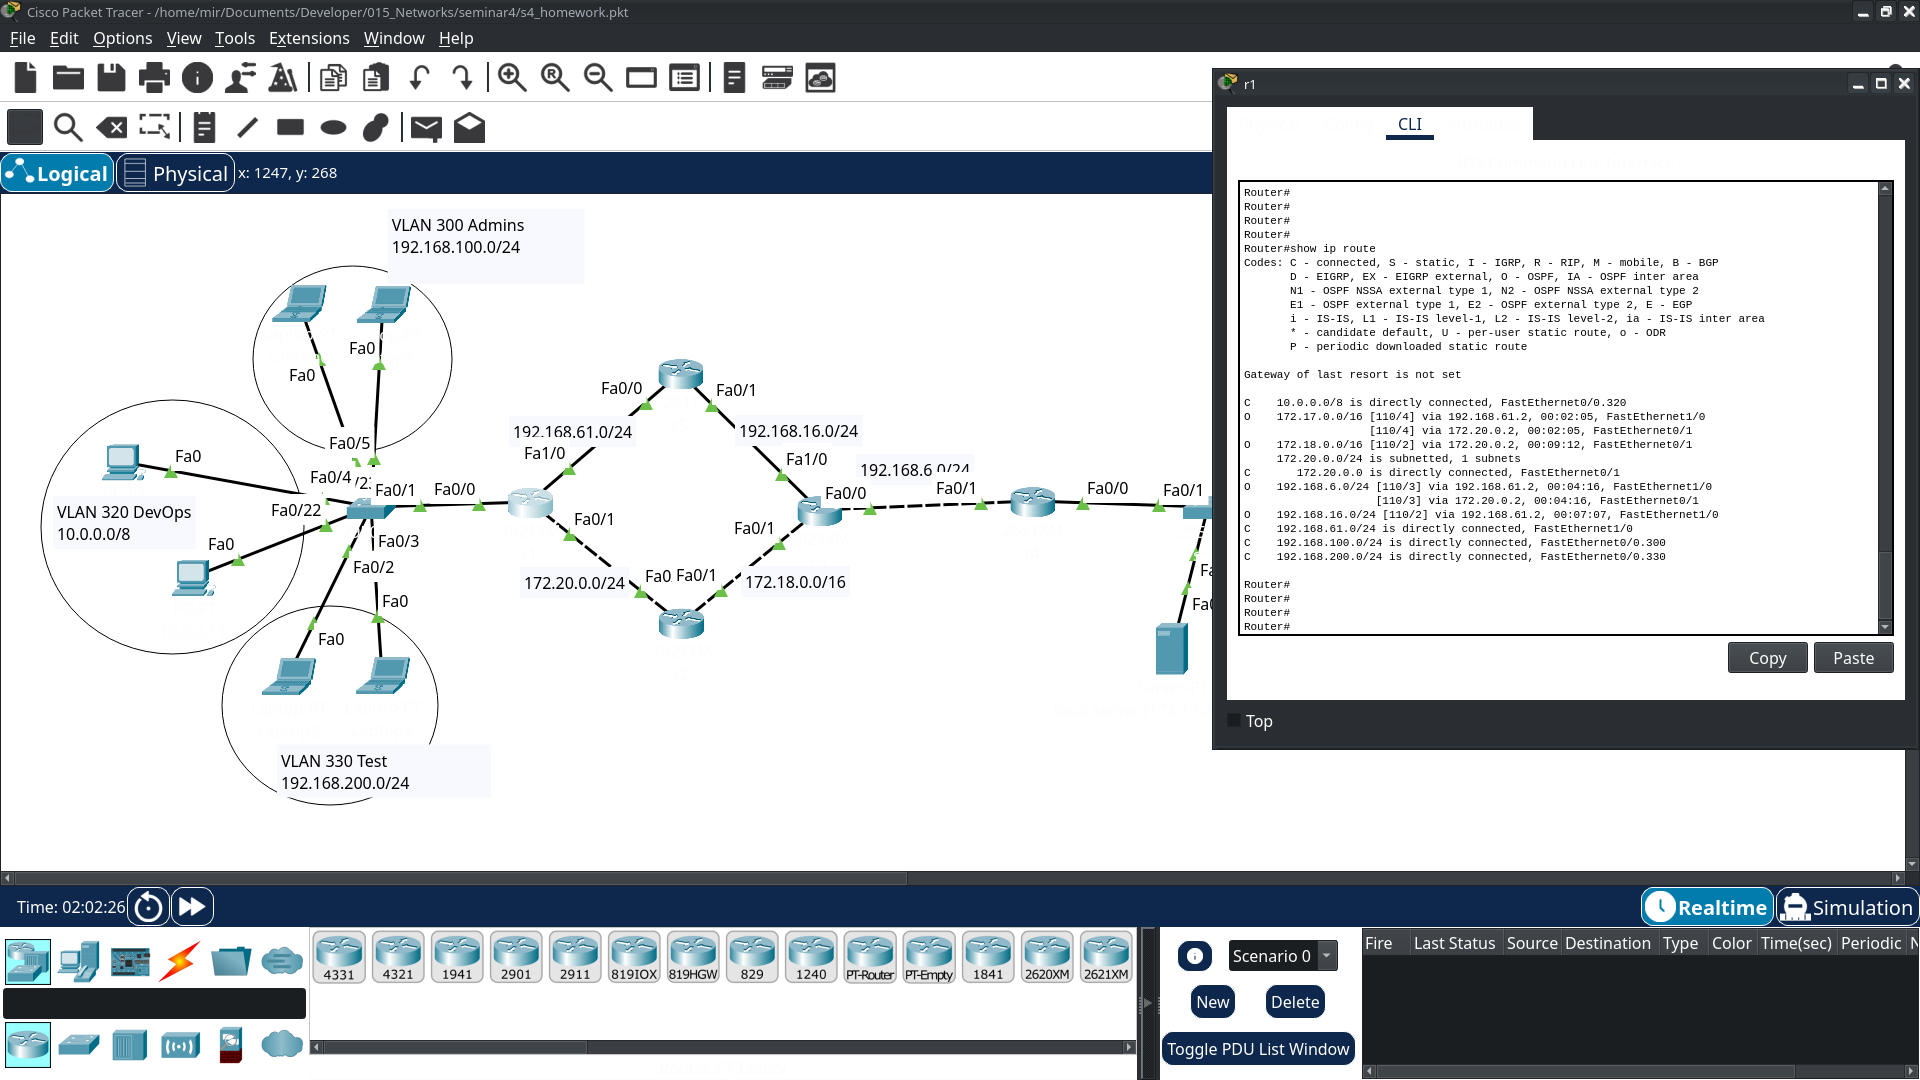 Cisco Packet Tracer - /home/mir/Documents/Developer/015_Networks/seminar4/s4_homework.pkt
File Edit Options View Tools Extensions Window Help
Logical Physical x: 1247, y: 268
VLAN 300 Admins
192.168.100.0/24
Fa0
Fa0
Fa0/0
Fa0/1
192.168.61.0/24
192.168.16.0/24
Fa0/5
Fa1/0
Fa1/0
Fa0
192.168.6.0/24
Fa0/4
Fa0/1
Fa0/0
Fa0/0
Fa0/1
Fa0/0
Fa0/1
VLAN 320 DevOps
10.0.0.0/8
Fa0/22
Fa0/1
Fa0/1
Fa0
Fa0/3
Fa0/2
172.20.0.0/24
Fa0
Fa0/1
172.18.0.0/16
Fa0
Fa0
VLAN 330 Test
192.168.200.0/24
r1
CLI
Router#
Router#
Router#
Router#
Router#show ip route
Codes: C - connected, S - static, I - IGRP, R - RIP, M - mobile, B - BGP
D - EIGRP, EX - EIGRP external, O - OSPF, IA - OSPF inter area
N1 - OSPF NSSA external type 1, N2 - OSPF NSSA external type 2
E1 - OSPF external type 1, E2 - OSPF external type 2, E - EGP
i - IS-IS, L1 - IS-IS level-1, L2 - IS-IS level-2, ia - IS-IS inter area
* - candidate default, U - per-user static route, o - ODR
P - periodic downloaded static route
Gateway of last resort is not set
C 10.0.0.0/8 is directly connected, FastEthernet0/0.320
O 172.17.0.0/16 [110/4] via 192.168.61.2, 00:02:05, FastEthernet1/0
[110/4] via 172.20.0.2, 00:02:05, FastEthernet0/1
O 172.18.0.0/16 [110/2] via 172.20.0.2, 00:09:12, FastEthernet0/1
172.20.0.0/24 is subnetted, 1 subnets
C 172.20.0.0 is directly connected, FastEthernet0/1
O 192.168.6.0/24 [110/3] via 192.168.61.2, 00:04:16, FastEthernet1/0
[110/3] via 172.20.0.2, 00:04:16, FastEthernet0/1
O 192.168.16.0/24 [110/2] via 192.168.61.2, 00:07:07, FastEthernet1/0
C 192.168.61.0/24 is directly connected, FastEthernet1/0
C 192.168.100.0/24 is directly connected, FastEthernet0/0.300
C 192.168.200.0/24 is directly connected, FastEthernet0/0.330
Router#
Router#
Router#
Router#
Copy Paste
Top
Time: 02:02:26
Realtime Simulation
4331 4321 1941 2901 2911 819IOX 819HGW 829 1240 PT-Router PT-Empty 1841 2620XM 2621XM
Scenario 0
New Delete
Toggle PDU List Window
Fire Last Status Source Destination Type Color Time(sec) Periodic N